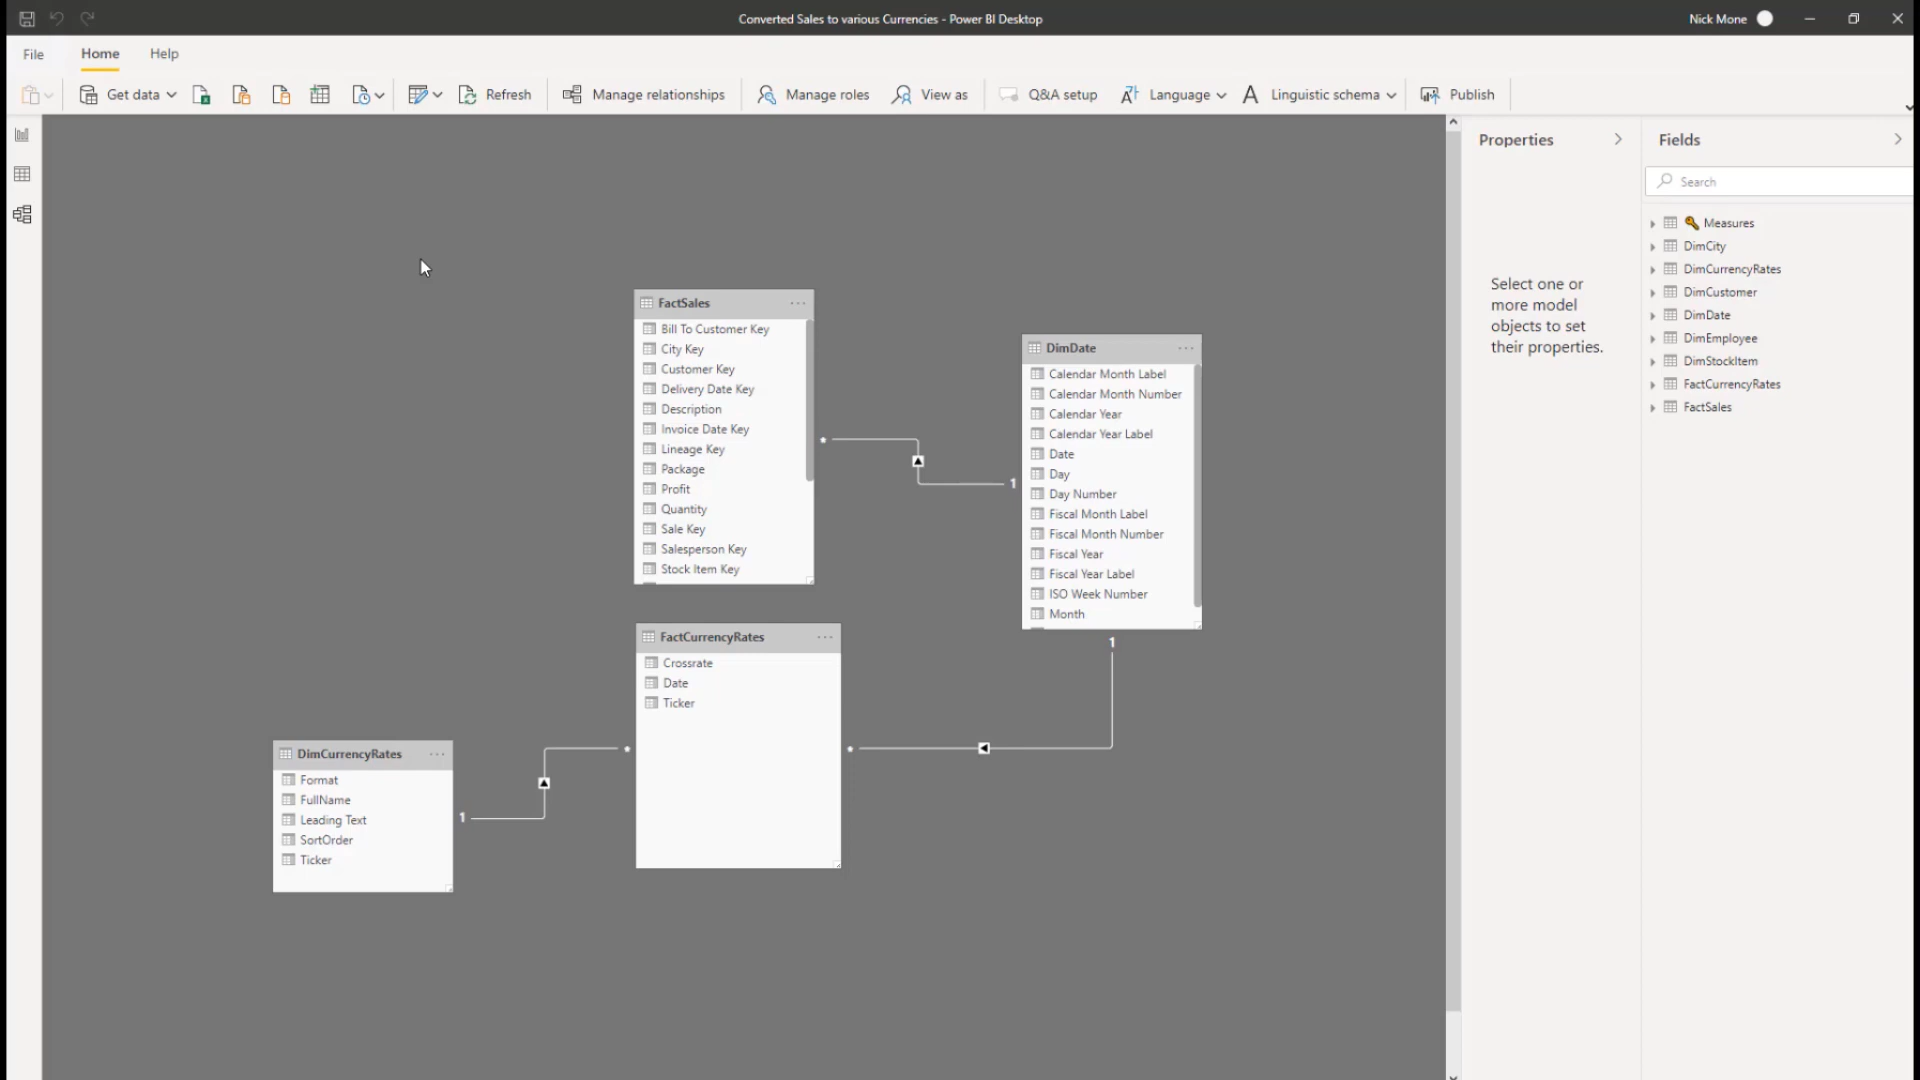 Converted Sales to various Currencies - Power BI Desktop
Nick Mone
File
Home
Help
Get data
Refresh
Manage relationships
Manage roles
View as
Q&A setup
Language
Linguistic schema
Publish
FactSales
Bill To Customer Key
City Key
Customer Key
Delivery Date Key
Description
Invoice Date Key
Lineage Key
Package
Profit
Quantity
Sale Key
Salesperson Key
Stock Item Key
*
1
DimDate
Calendar Month Label
Calendar Month Number
Calendar Year
Calendar Year Label
Date
Day
Day Number
Fiscal Month Label
Fiscal Month Number
Fiscal Year
Fiscal Year Label
ISO Week Number
Month
1
FactCurrencyRates
Crossrate
Date
Ticker
*
*
DimCurrencyRates
Format
FullName
Leading Text
SortOrder
Ticker
1
Properties
Select one or
more model
objects to set
their properties.
Fields
Search
Measures
DimCity
DimCurrencyRates
DimCustomer
DimDate
DimEmployee
DimStockItem
FactCurrencyRates
FactSales